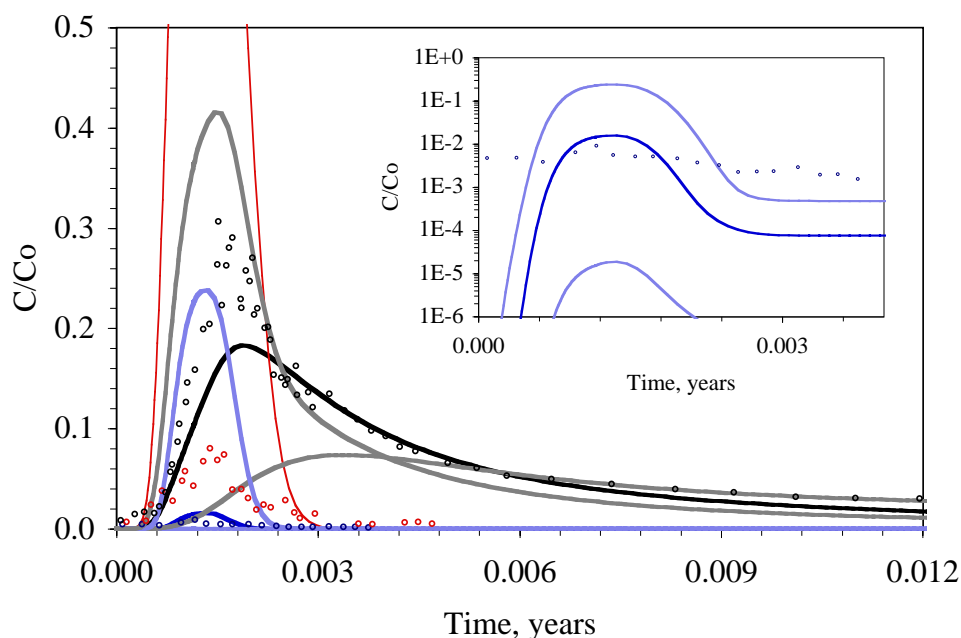 0.5
0.4
0.3
0.2
0.1
0.0
C/Co
0.000
0.003
0.006
0.009
0.012
Time, years
1E+0
1E-1
1E-2
1E-3
1E-4
1E-5
1E-6
C/Co
0.000
0.003
Time, years